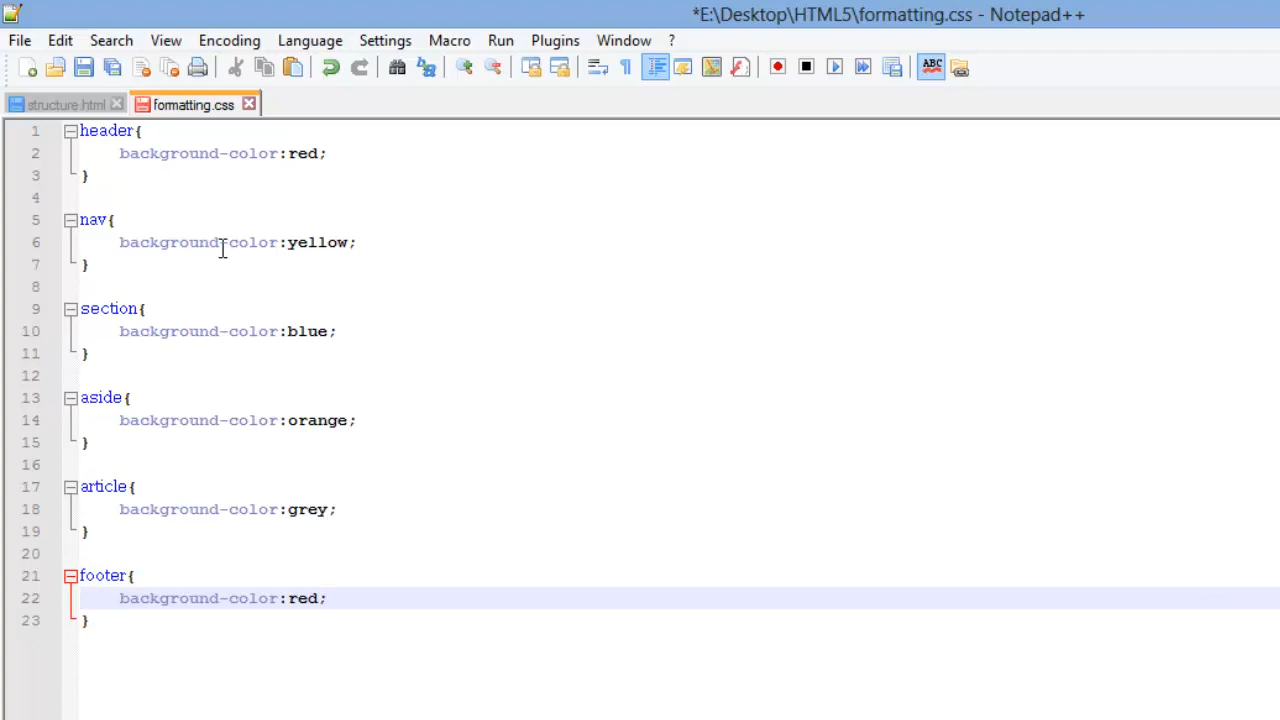 *E:\Desktop\HTML5\formatting.css - Notepad++
File Edit Search View Encoding Language Settings Macro Run Plugins Window ?
ABC
structure.html formatting.css
1 header{
2 background-color:red;
3 }
4
5 nav{
6 background-color:yellow;
7 }
8
9 section{
10 background-color:blue;
11 }
12
13 aside{
14 background-color:orange;
15 }
16
17 article{
18 background-color:grey;
19 }
20
21 footer{
22 background-color:red;
23 }